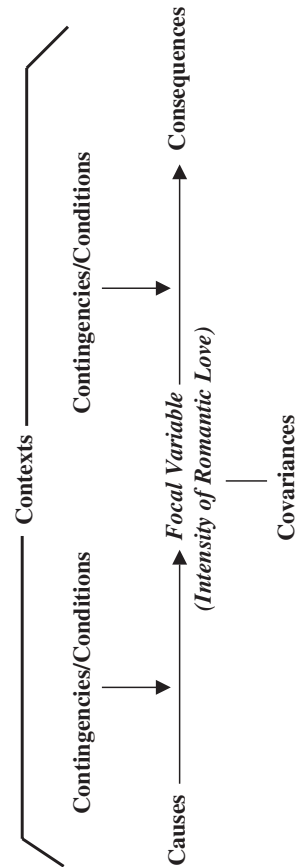 Contexts
Contingencies/Conditions
Contingencies/Conditions
Causes
Focal Variable
(Intensity of Romantic Love)
Consequences
Covariances